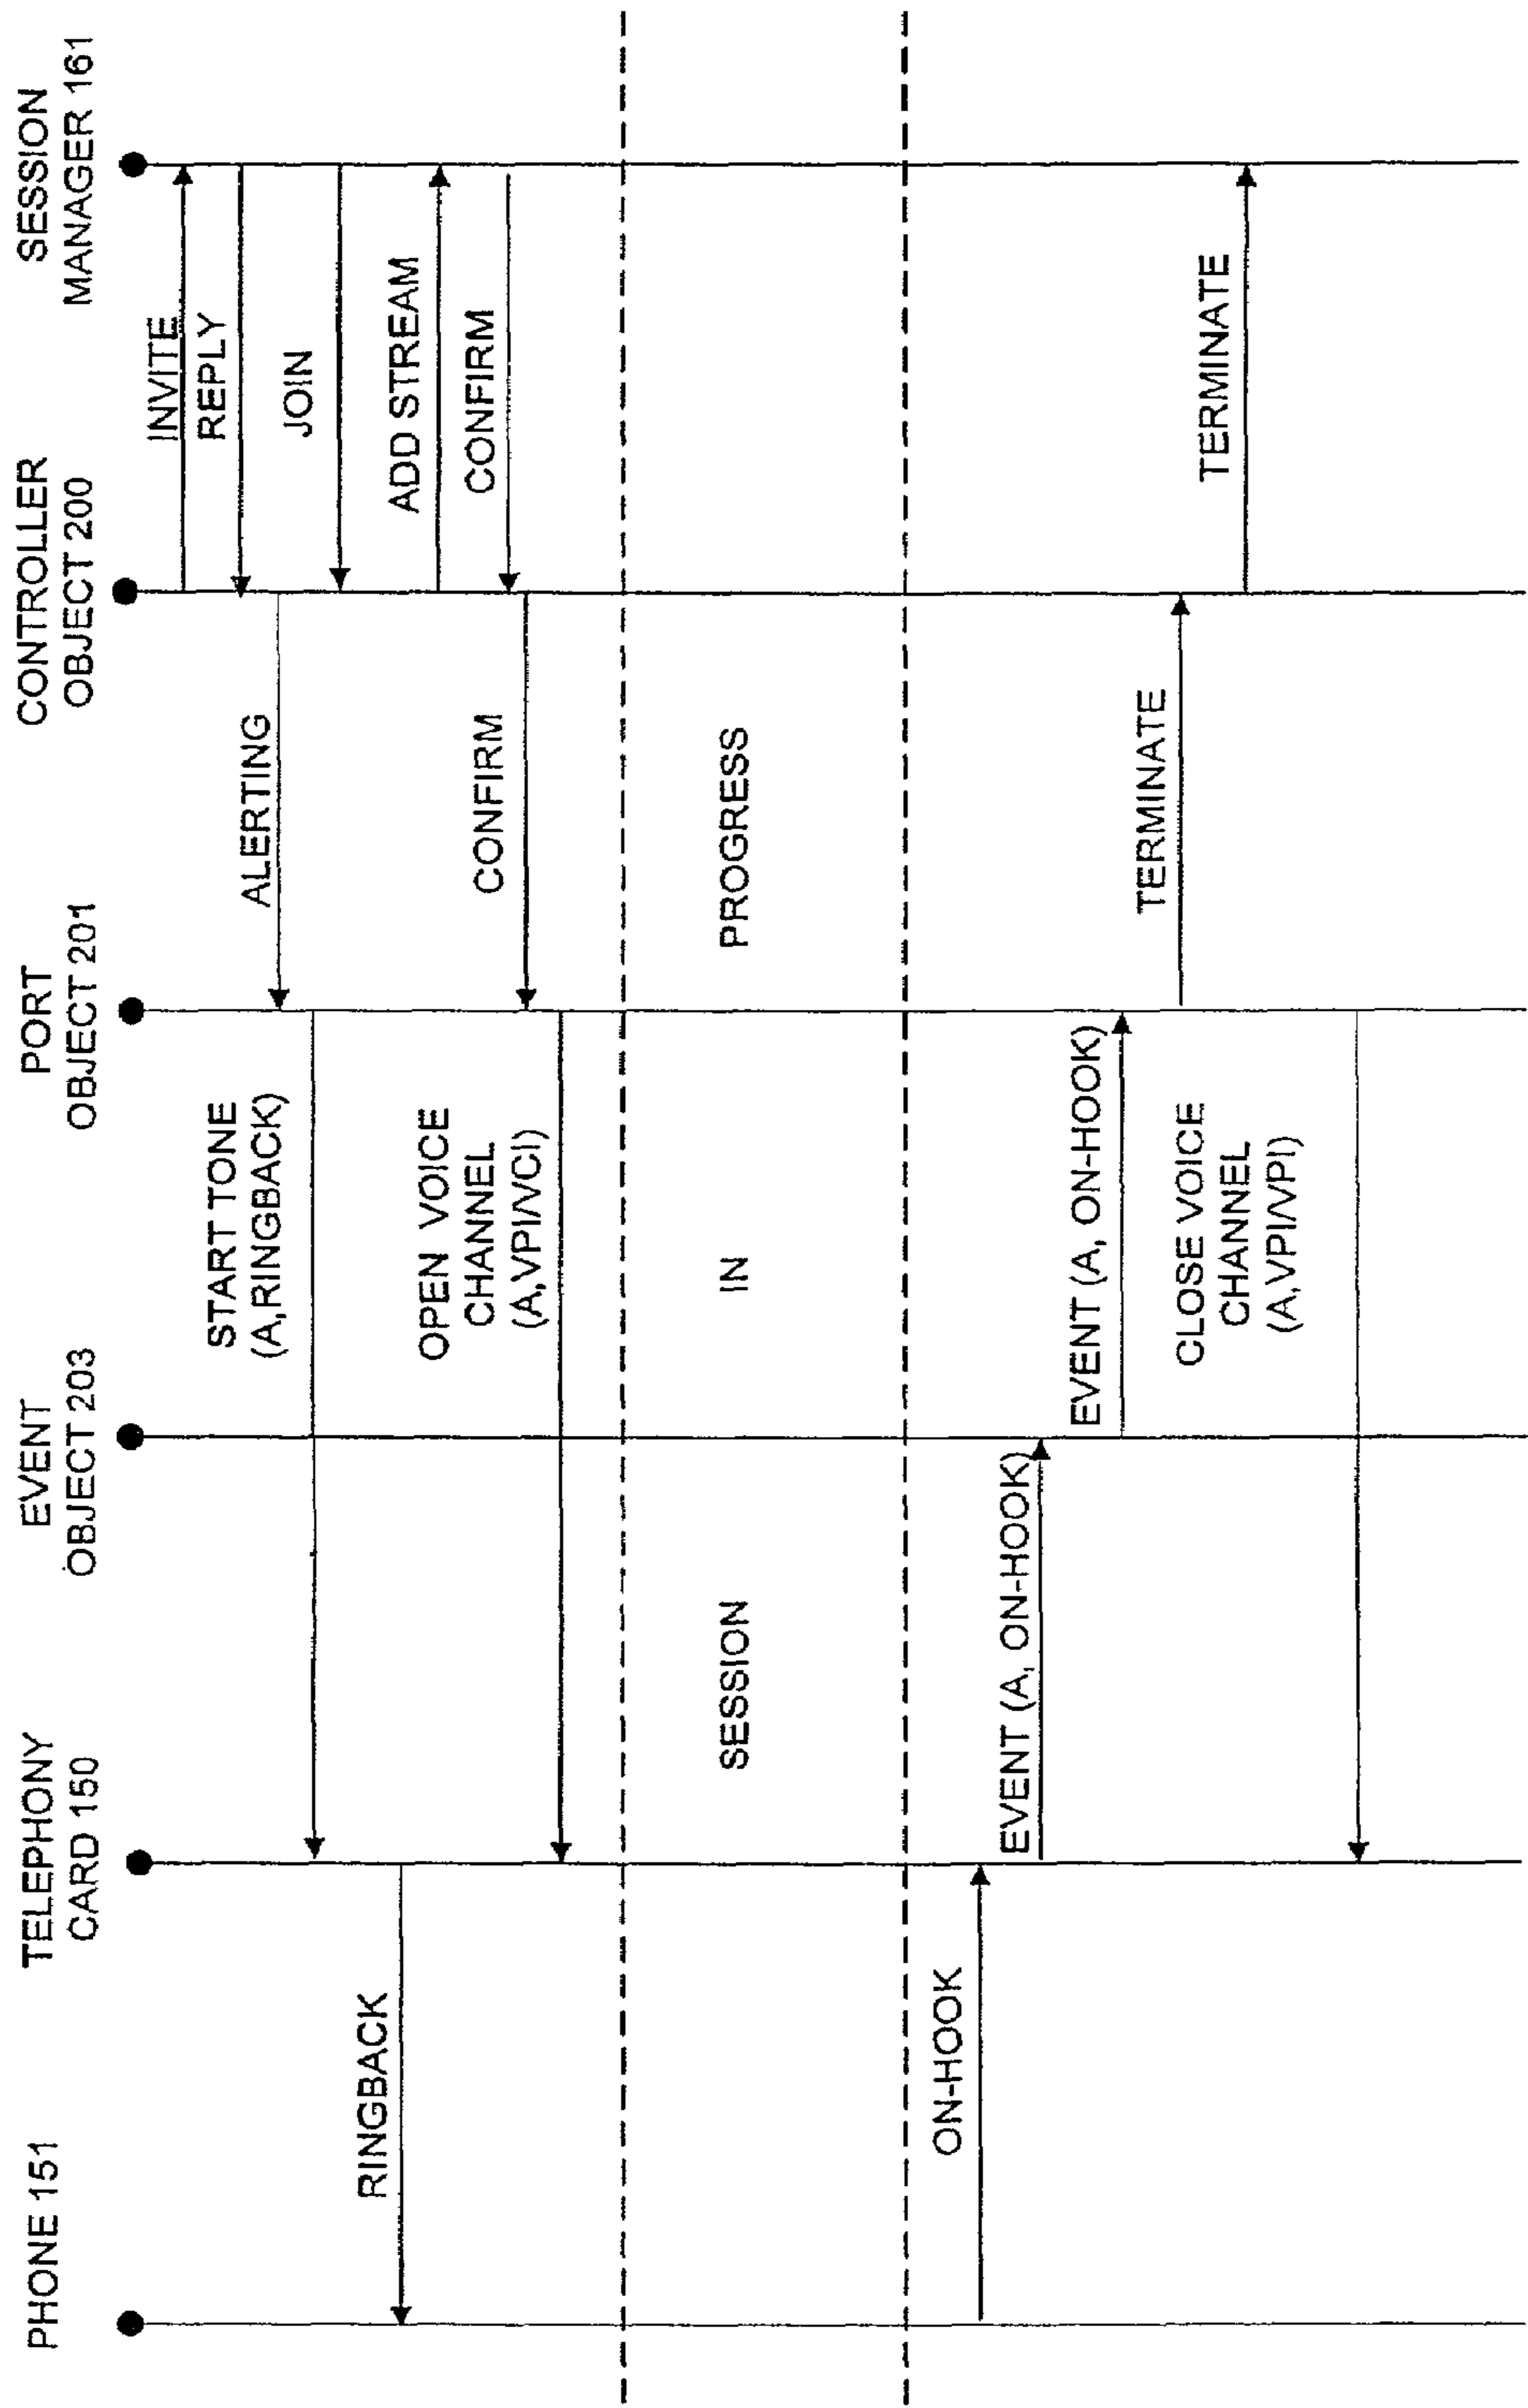 PHONE 151
TELEPHONY
CARD 150
EVENT
OBJECT 203
PORT
OBJECT 201
CONTROLLER
OBJECT 200
SESSION
MANAGER 161
INVITE
REPLY
ALERTING
START TONE
(A,RINGBACK)
JOIN
RINGBACK
ADD STREAM
CONFIRM
CONFIRM
OPEN VOICE
CHANNEL
(A,VPI/VCI)
SESSION
IN
PROGRESS
ON-HOOK
EVENT (A, ON-HOOK)
EVENT (A, ON-HOOK)
TERMINATE
TERMINATE
CLOSE VOICE
CHANNEL
(A,VPI/VPI)